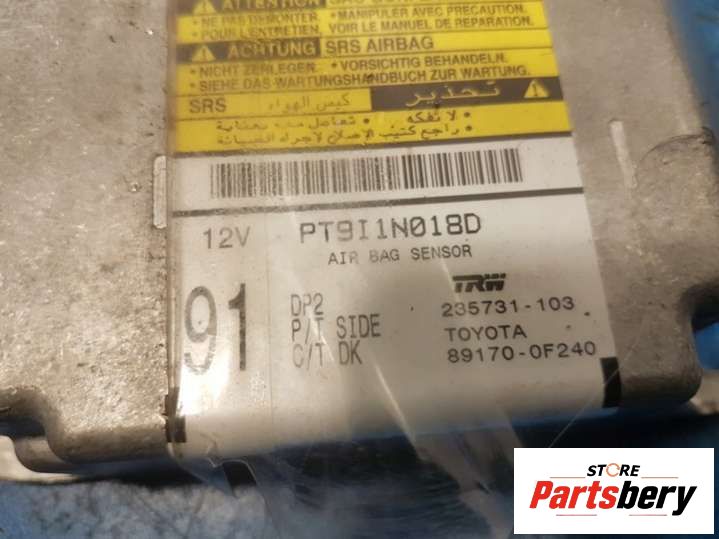 ATTENTION
•NE PAS DÉMONTER. •MANIPULER AVEC PRÉCAUTION.
•POUR L'ENTRETIEN, VOIR LE MANUEL DE REPARATION.
ACHTUNG SRS AIRBAG
•NICHT ZERLEGEN. •VORSICHTIG BEHANDELN.
•SIEHE DAS WARTUNGSHANDBUCH ZUR WARTUNG.
SRS كيس الهواء تحذير
•لا تفكه •تعامل معه بعناية
•راجع كتيب الإصلاح لإجراء الصيانة
12V PT9I1N018D
AIR BAG SENSOR
91
DP2 TRW 235731-103
P/T SIDE TOYOTA
C/T DK 89170-0F240
STORE
Partsbery